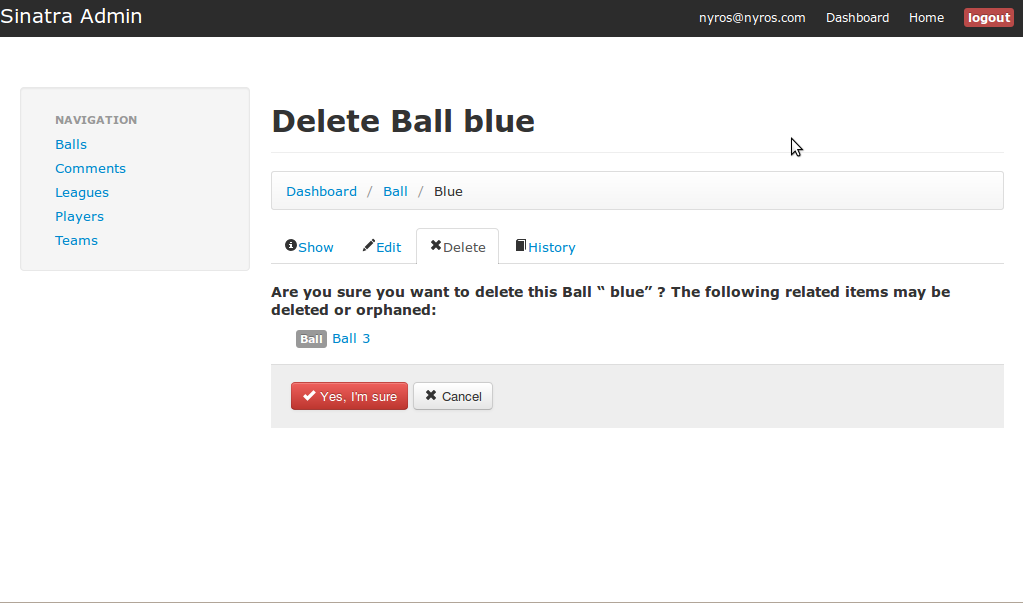 Sinatra Admin
nyros@nyros.com Dashboard Home logout
NAVIGATION
Balls
Comments
Leagues
Players
Teams
Delete Ball blue
Dashboard / Ball / Blue
Show Edit Delete History
Are you sure you want to delete this Ball “ blue” ? The following related items may be
deleted or orphaned:
Ball Ball 3
Yes, I'm sure Cancel